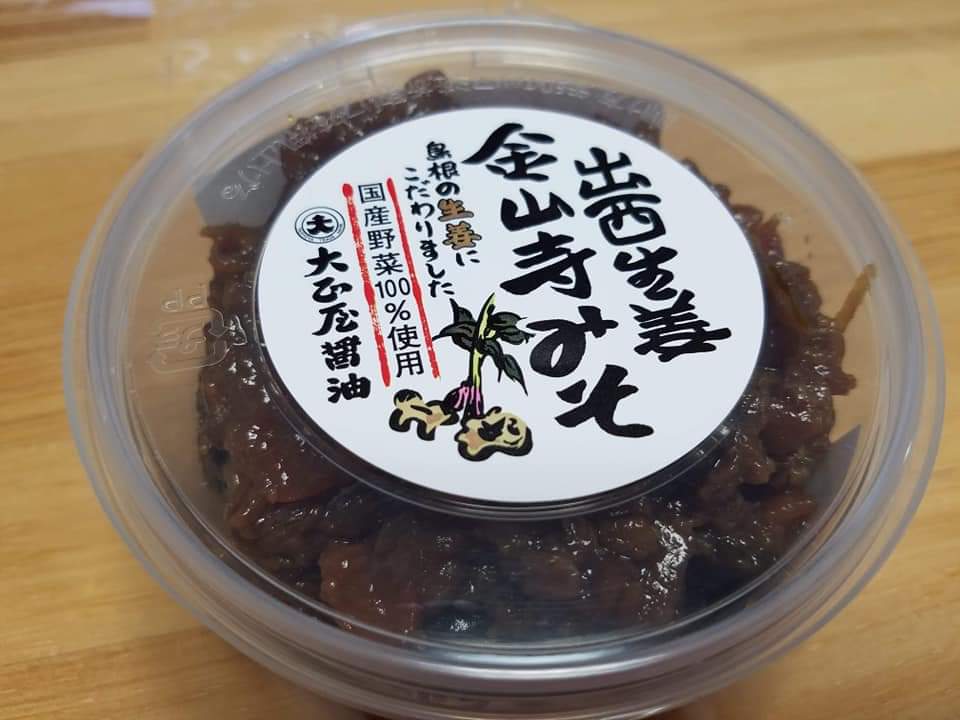 出西生姜
金山寺みそ
島根の生姜に
こだわりました
国産野菜100%使用
大
大正屋醤油